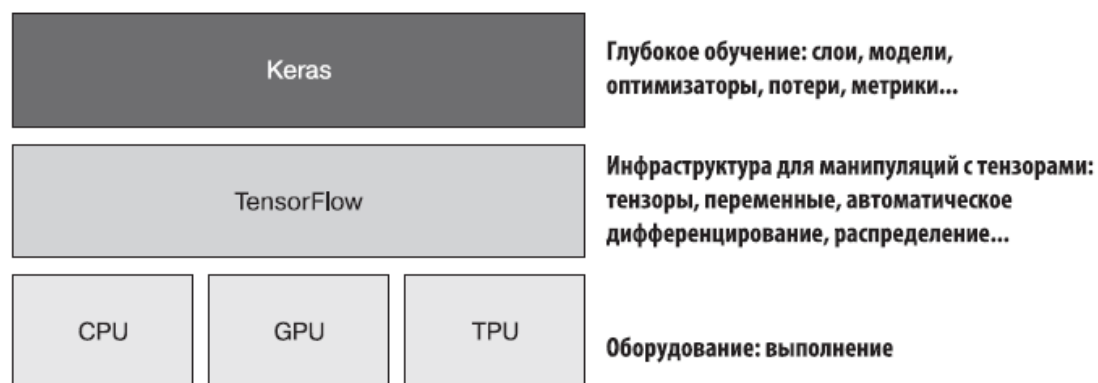 Keras
Глубокое обучение: слои, модели,
оптимизаторы, потери, метрики...
TensorFlow
Инфраструктура для манипуляций с тензорами:
тензоры, переменные, автоматическое
дифференцирование, распределение...
CPU
GPU
TPU
Оборудование: выполнение